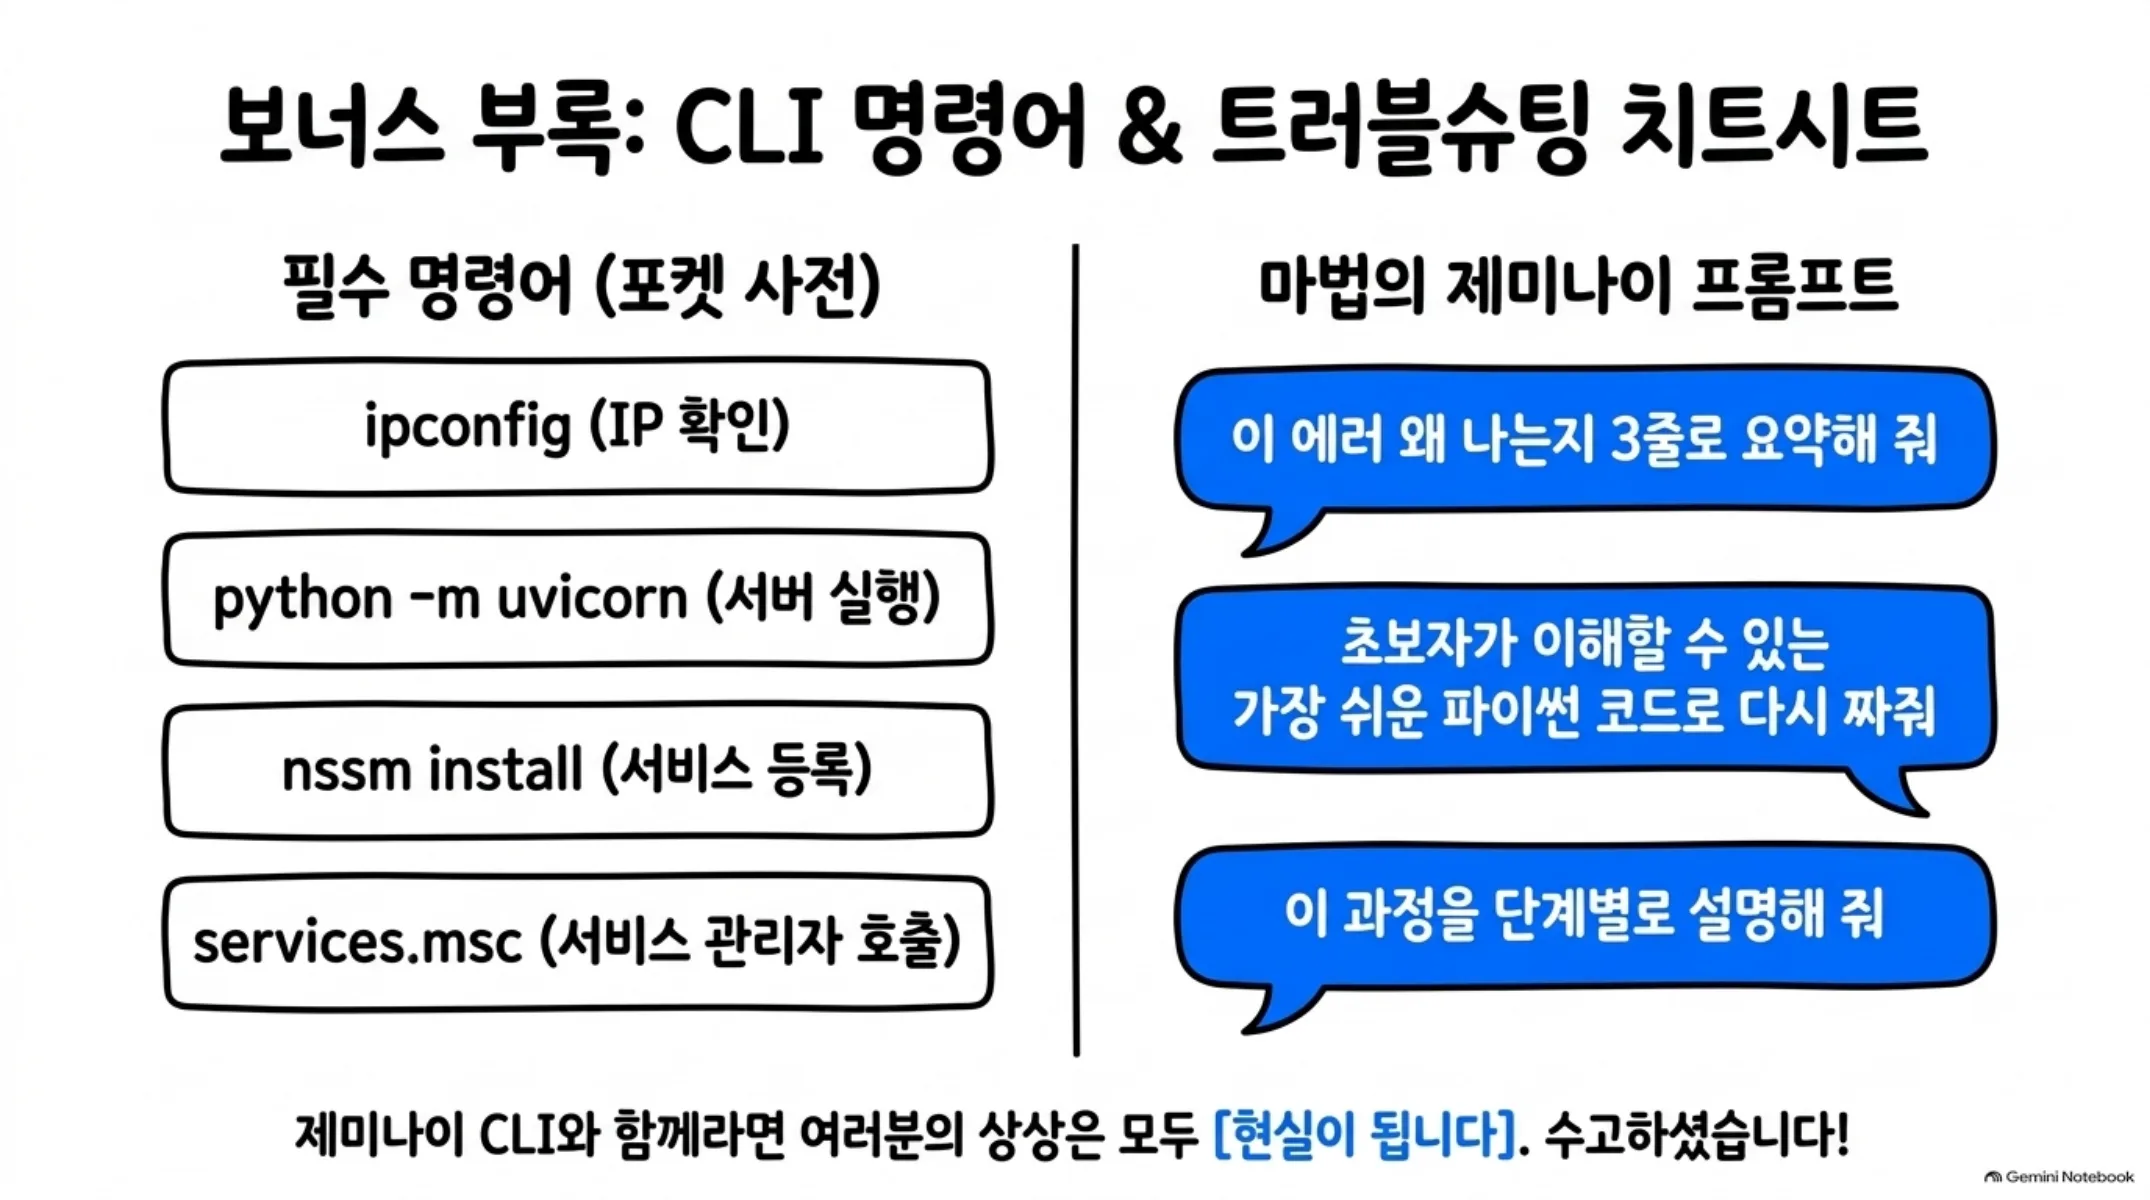 보너스 부록: CLI 명령어 & 트러블슈팅 치트시트
필수 명령어 (포켓 사전)
ipconfig (IP 확인)
python -m uvicorn (서버 실행)
nssm install (서비스 등록)
services.msc (서비스 관리자 호출)
마법의 제미나이 프롬프트
이 에러 왜 나는지 3줄로 요약해 줘
초보자가 이해할 수 있는
가장 쉬운 파이썬 코드로 다시 짜줘
이 과정을 단계별로 설명해 줘
제미나이 CLI와 함께라면 여러분의 상상은 모두 [현실이 됩니다]. 수고하셨습니다!
Gemini Notebook